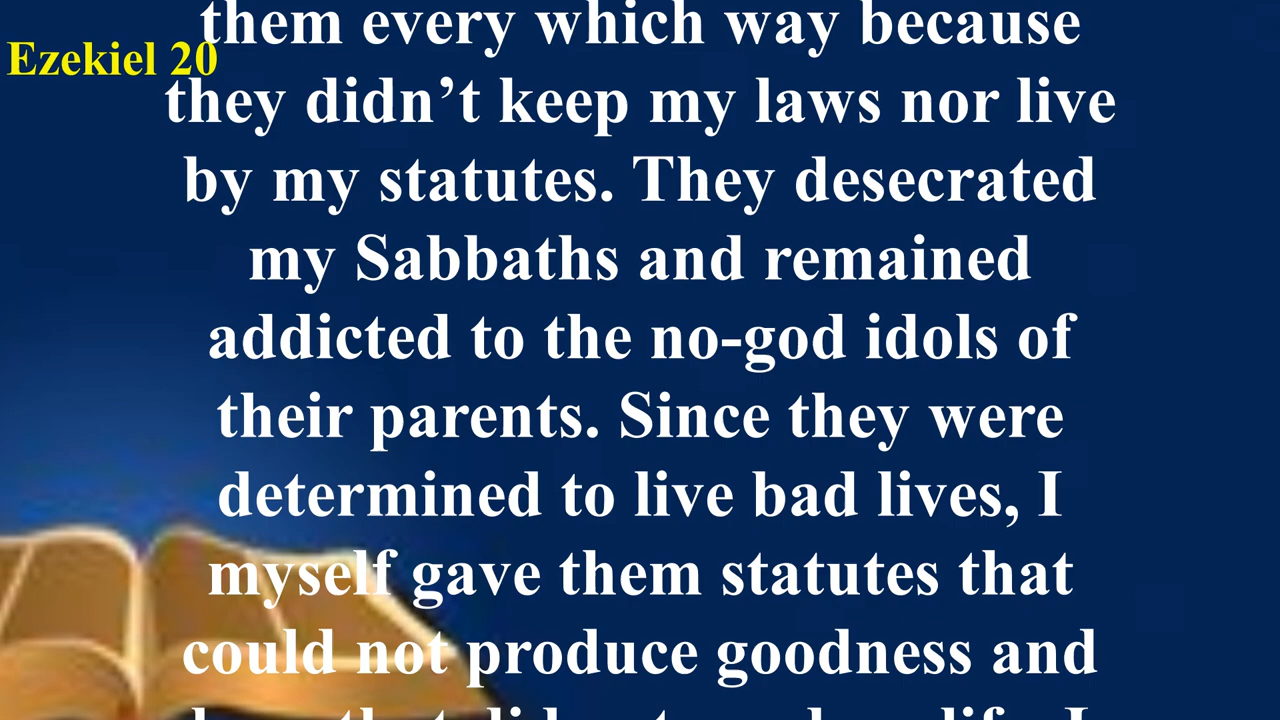 them every which way because
Ezekiel 20
they didn’t keep my laws nor live
by my statutes. They desecrated
my Sabbaths and remained
addicted to the no-god idols of
their parents. Since they were
determined to live bad lives, I
myself gave them statutes that
could not produce goodness and